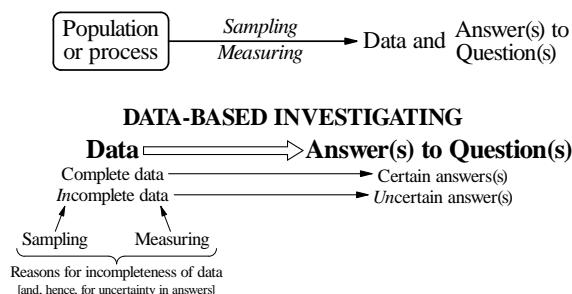 Population or process
Sampling
Measuring
Data and Answer(s) to Question(s)
DATA-BASED INVESTIGATING
Data Answer(s) to Question(s)
Complete data Certain answers(s)
Incomplete data Uncertain answer(s)
Sampling Measuring
Reasons for incompleteness of data
[and, hence, for uncertainty in answers]